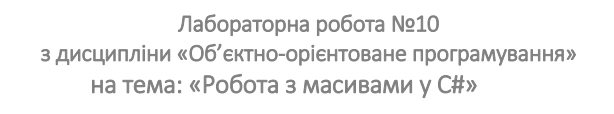 Лабораторна робота №10
з дисципліни «Об’єктно-орієнтоване програмування»
на тема: «Робота з масивами у C#»